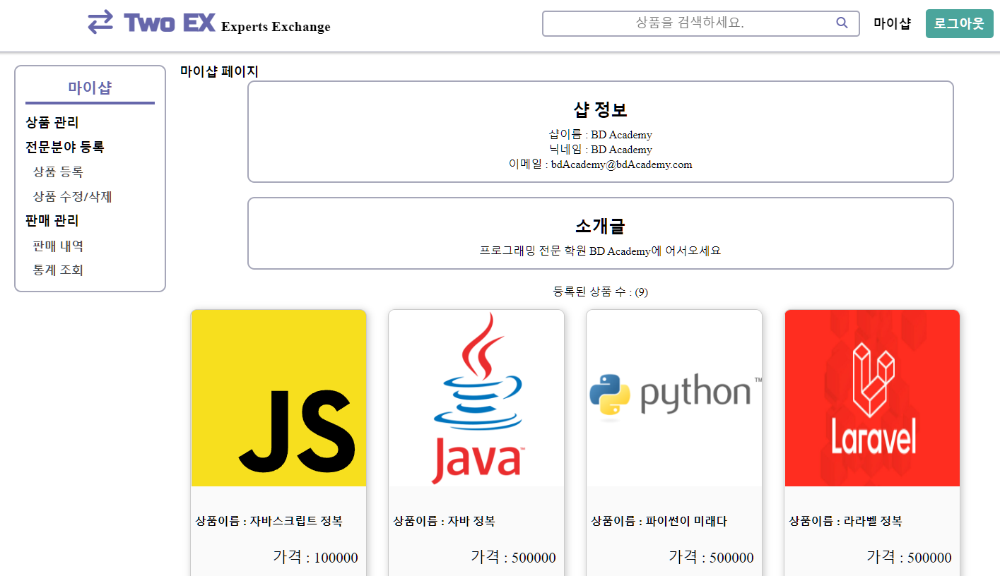 Two EX Experts Exchange
상품을 검색하세요.
마이샵
로그아웃
마이샵
상품 관리
전문분야 등록
상품 등록
상품 수정/삭제
판매 관리
판매 내역
통계 조회
마이샵 페이지
샵 정보
샵이름 : BD Academy
닉네임 : BD Academy
이메일 : bdAcademy@bdAcademy.com
소개글
프로그래밍 전문 학원 BD Academy에 어서오세요
등록된 상품 수 : (9)
JS
상품이름 : 자바스크립트 정복
가격 : 100000
Java™
상품이름 : 자바 정복
가격 : 500000
python™
상품이름 : 파이썬이 미래다
가격 : 500000
Laravel
상품이름 : 라라벨 정복
가격 : 500000